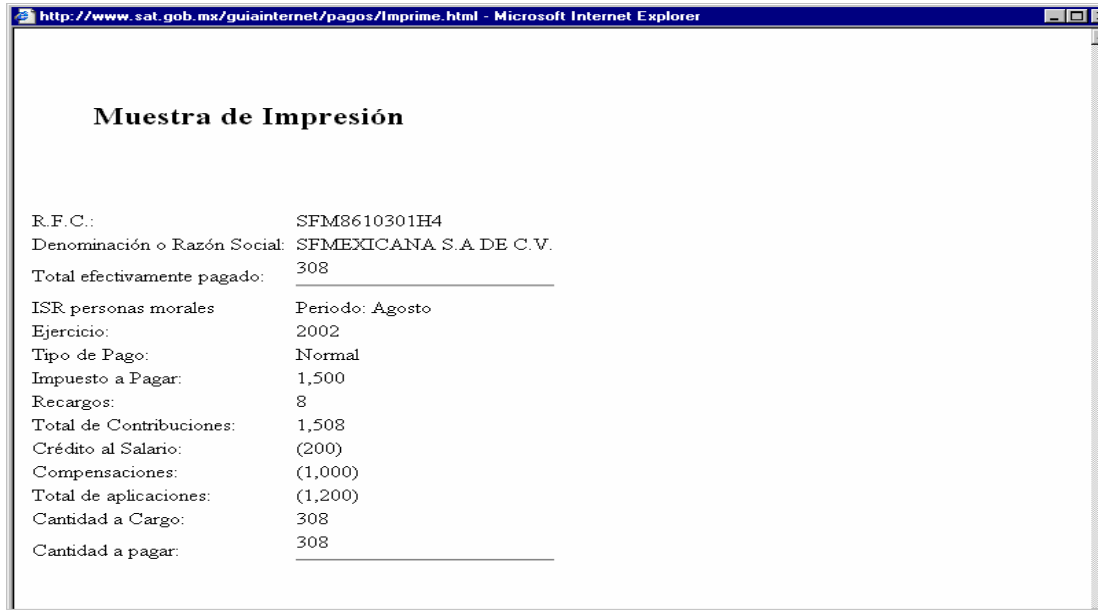 http://www.sat.gob.mx/guiainternet/pagos/Imprime.html - Microsoft Internet Explorer
Muestra de Impresión
R.F.C.: SFM8610301H4
Denominación o Razón Social: SFMEXICANA S.A DE C.V.
Total efectivamente pagado: 308
ISR personas morales Periodo: Agosto
Ejercicio: 2002
Tipo de Pago: Normal
Impuesto a Pagar: 1,500
Recargos: 8
Total de Contribuciones: 1,508
Crédito al Salario: (200)
Compensaciones: (1,000)
Total de aplicaciones: (1,200)
Cantidad a Cargo: 308
Cantidad a pagar: 308